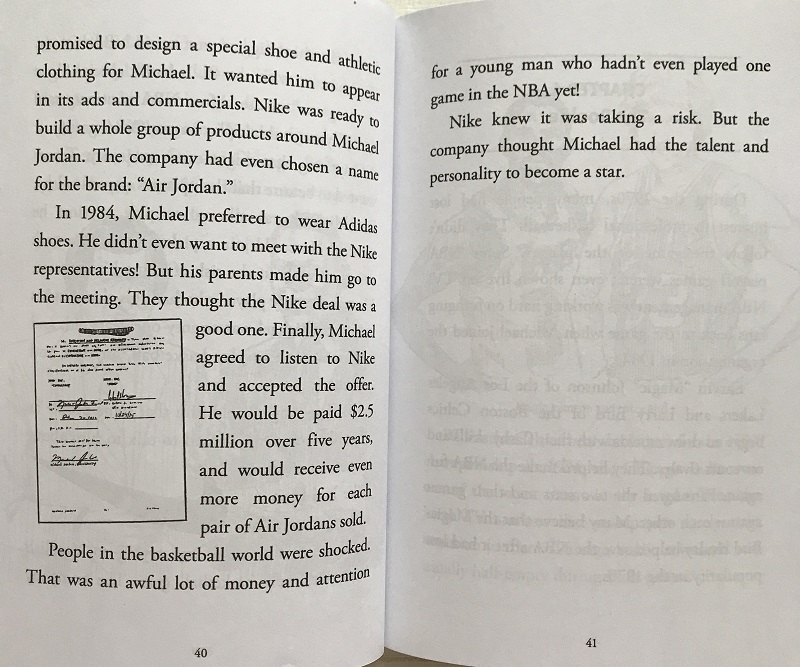 promised to design a special shoe and athletic
clothing for Michael. It wanted him to appear
in its ads and commercials. Nike was ready to
build a whole group of products around Michael
Jordan. The company had even chosen a name
for the brand: “Air Jordan.”
In 1984, Michael preferred to wear Adidas
shoes. He didn’t even want to meet with the Nike
representatives! But his parents made him go to
the meeting. They thought the Nike deal was a
good one. Finally, Michael
agreed to listen to Nike
and accepted the offer.
He would be paid $2.5
million over five years,
and would receive even
more money for each
pair of Air Jordans sold.
People in the basketball world were shocked.
That was an awful lot of money and attention
40
for a young man who hadn’t even played one
game in the NBA yet!
Nike knew it was taking a risk. But the
company thought Michael had the talent and
personality to become a star.
41